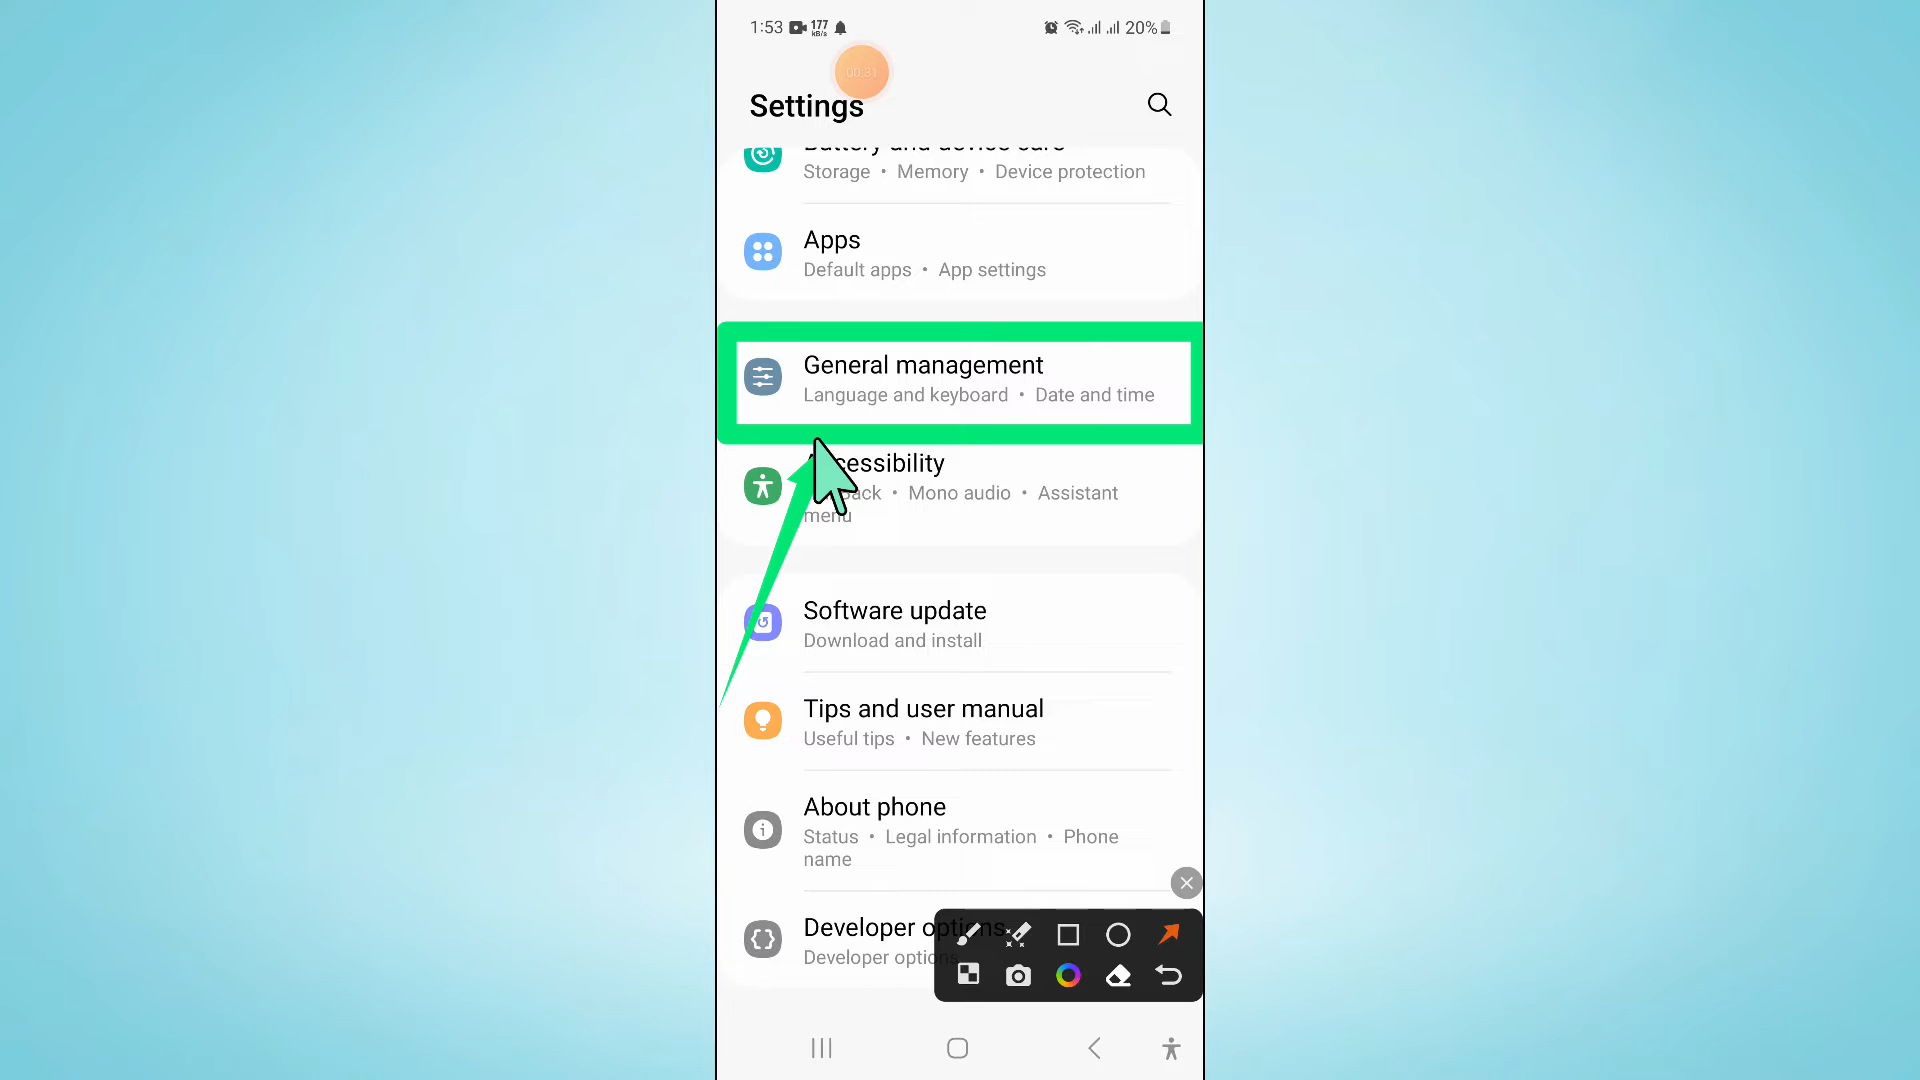 1:53 177 kB/s 20%
00:31
Settings
Battery and device care
Storage • Memory • Device protection
Apps
Default apps • App settings
General management
Language and keyboard • Date and time
Accessibility
Back • Mono audio • Assistant
menu
Software update
Download and install
Tips and user manual
Useful tips • New features
About phone
Status • Legal information • Phone
name
Developer options
Developer options